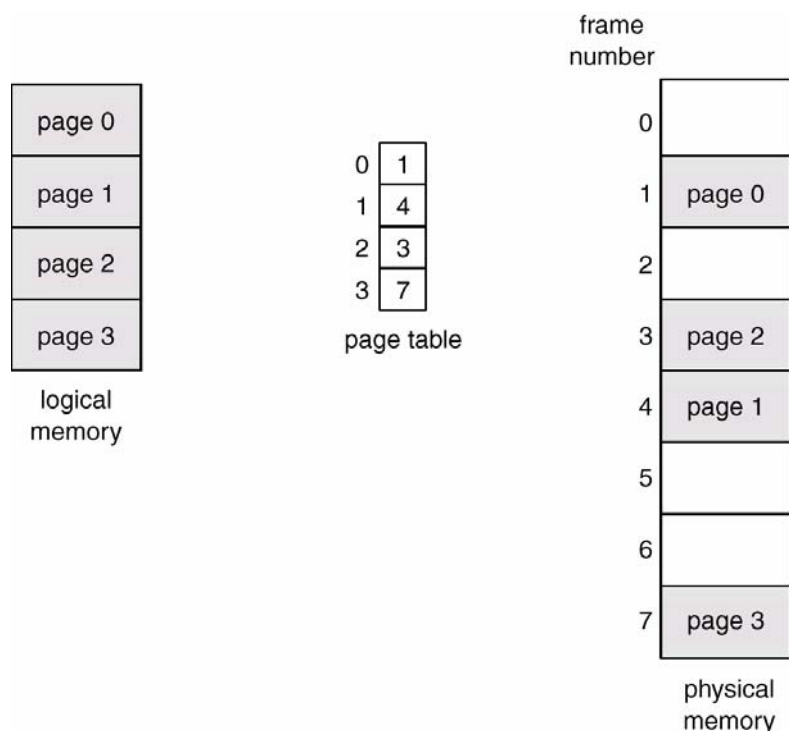 frame
number
page 0
page 1
page 2
page 3
logical
memory
0 1
1 4
2 3
3 7
page table
0
1 page 0
2
3 page 2
4 page 1
5
6
7 page 3
physical
memory